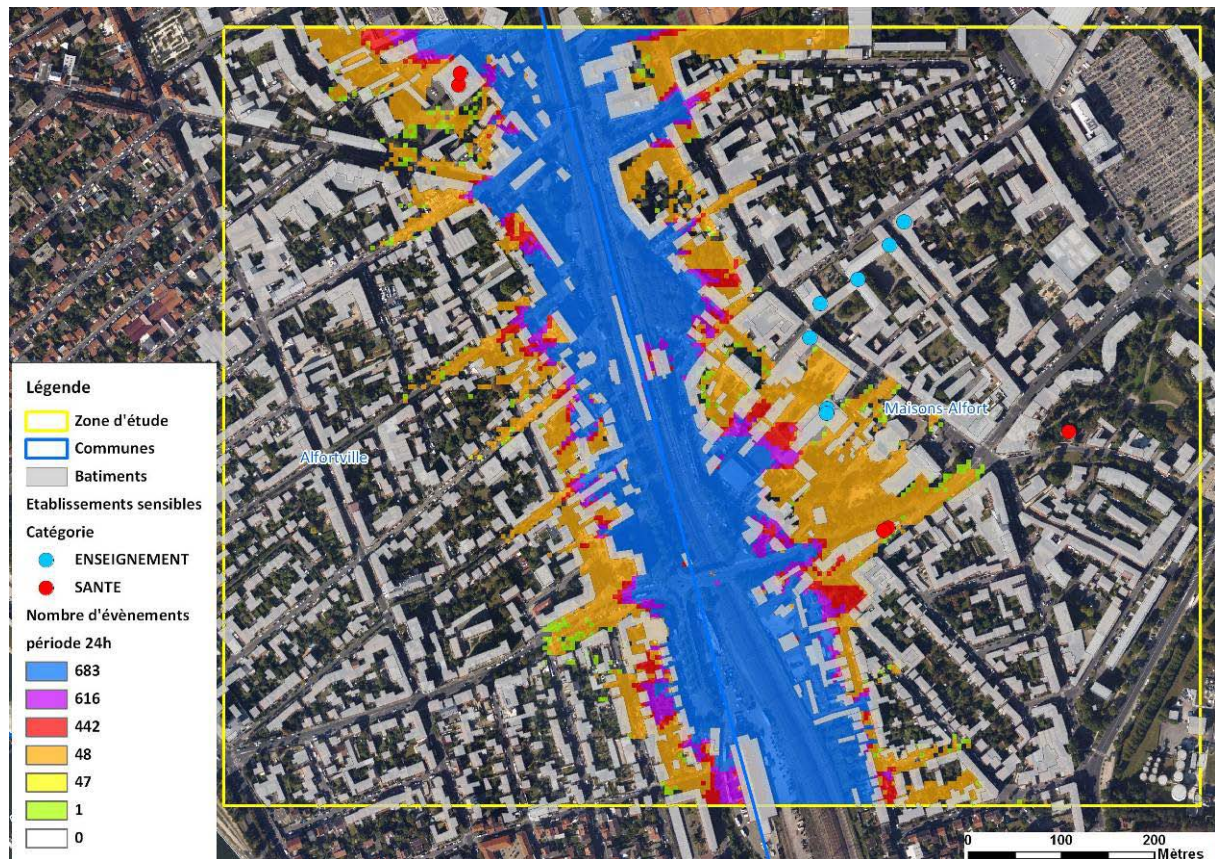 Maisons-Alfort
Alfortville
Légende
Zone d'étude
Communes
Batiments
Etablissements sensibles
Catégorie
ENSEIGNEMENT
SANTE
Nombre d'évènements
période 24h
683
616
442
48
47
1
0
0 100 200
Mètres